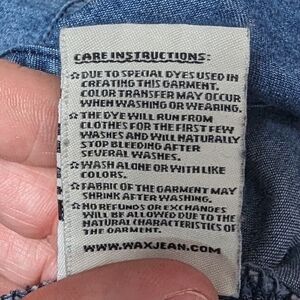 CARE INSTRUCTIONS:
☆DUE TO SPECIAL DYES USED IN
CREATING THIS GARMENT.
COLOR TRANSFER MAY OCCUR
WHEN WASHING OR WEARING.
☆THE DYE WILL RUN FROM
CLOTHES FOR THE FIRST FEW
WASHES AND WILL NATURALLY
STOP BLEEDING AFTER
SEVERAL WASHES.
☆WASH ALONE OR WITH LIKE
COLORS.
☆FABRIC OF THE GARMENT MAY
SHRINK AFTER WASHING.
☆NO REFUNDS OR EXCHANGES
WILL BE ALLOWED DUE TO THE
NATURAL CHARACTERISTICS OF
THE GARMENT.
WWW.WAXJEAN.COM